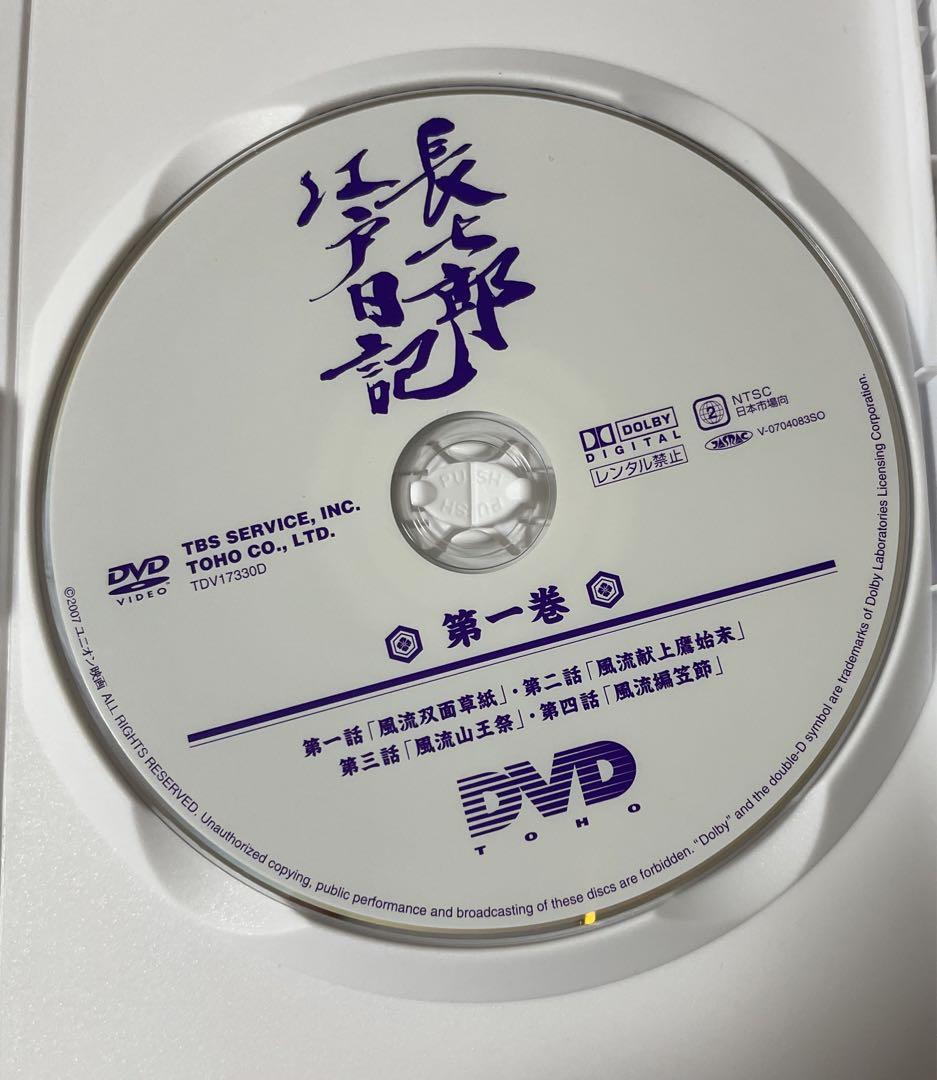 長七郎
江戸日記
DOLBY
DIGITAL
レンタル禁止
2
NTSC
日本市場向
JASRAC
V-0704083SO
PUSH
PUSH
DVD
VIDEO
TBS SERVICE, INC.
TOHO CO., LTD.
TDV17330D
第一巻
第一話「風流双面草紙」・第二話「風流献上鷹始末」
第三話「風流山王祭」・第四話「風流編笠節」
DVD
TOHO
©2007 ユニオン映画 ALL RIGHTS RESERVED. Unauthorized copying, public performance and broadcasting of these discs are forbidden. "Dolby" and the double-D symbol are trademarks of Dolby Laboratories Licensing Corporation.